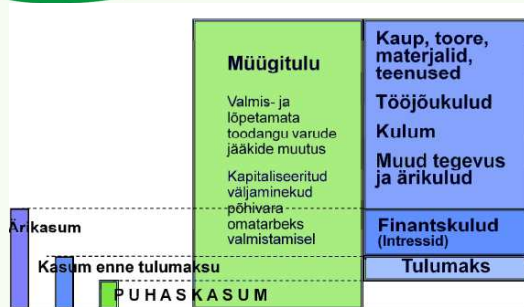 Müügitulu
Valmis- ja
lõpetamata
toodangu varude
jääkide muutus
Kapitaliseeritud
väljaminekud
põhivara
omatarbeks
valmistamisel
Kaup, toore,
materjalid,
teenused
Tööjõukulud
Kulum
Muud tegevus
ja ärikulud
Finantskulud
(Intressid)
Tulumaks
Ärikasum
Kasum enne tulumaksu
PUHASKASUM